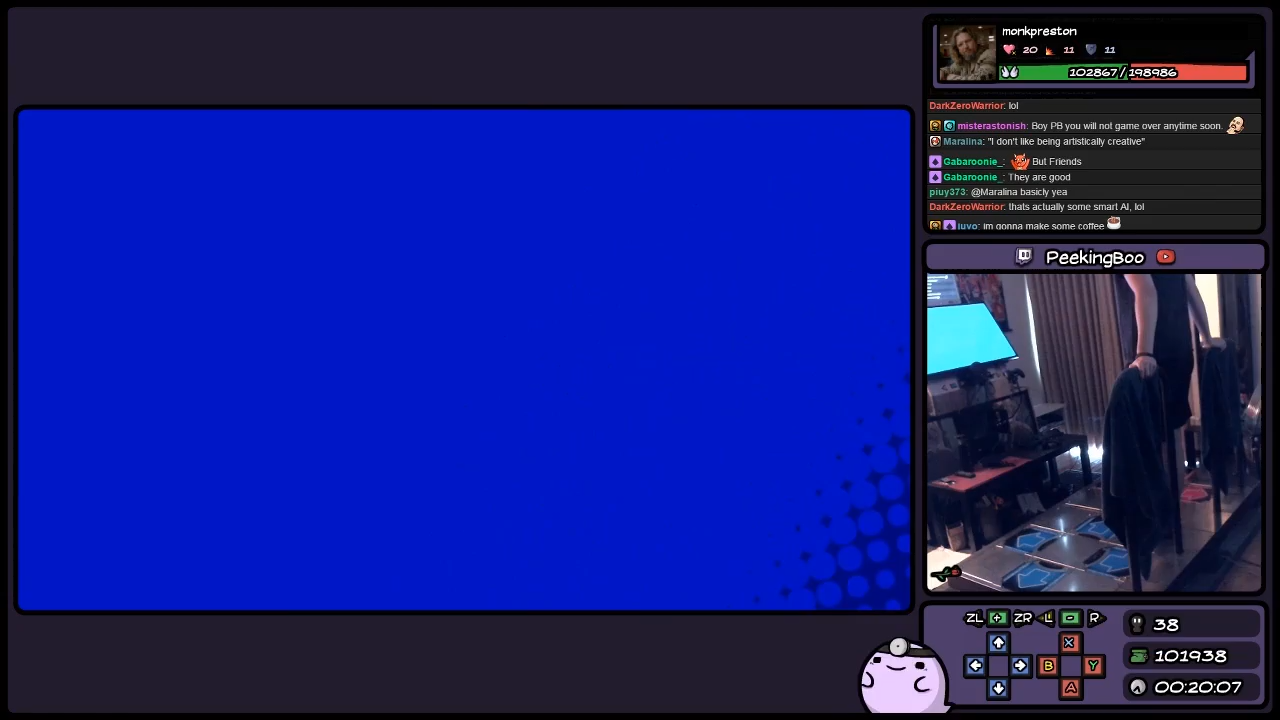 monkpreston
20 11 11
102867/198986
DarkZeroWarrior: lol
misterastonish: Boy PB you will not game over anytime soon.
Maralina: "I don't like being artistically creative"
Gabaroonie_: But Friends
Gabaroonie_: They are good
piuy373: @Maralina basicly yea
DarkZeroWarrior: thats actually some smart AI, lol
iuvo: im gonna make some coffee
PeekingBoo
ZL + ZR L - R
X
B Y
A
38
101938
00:20:07